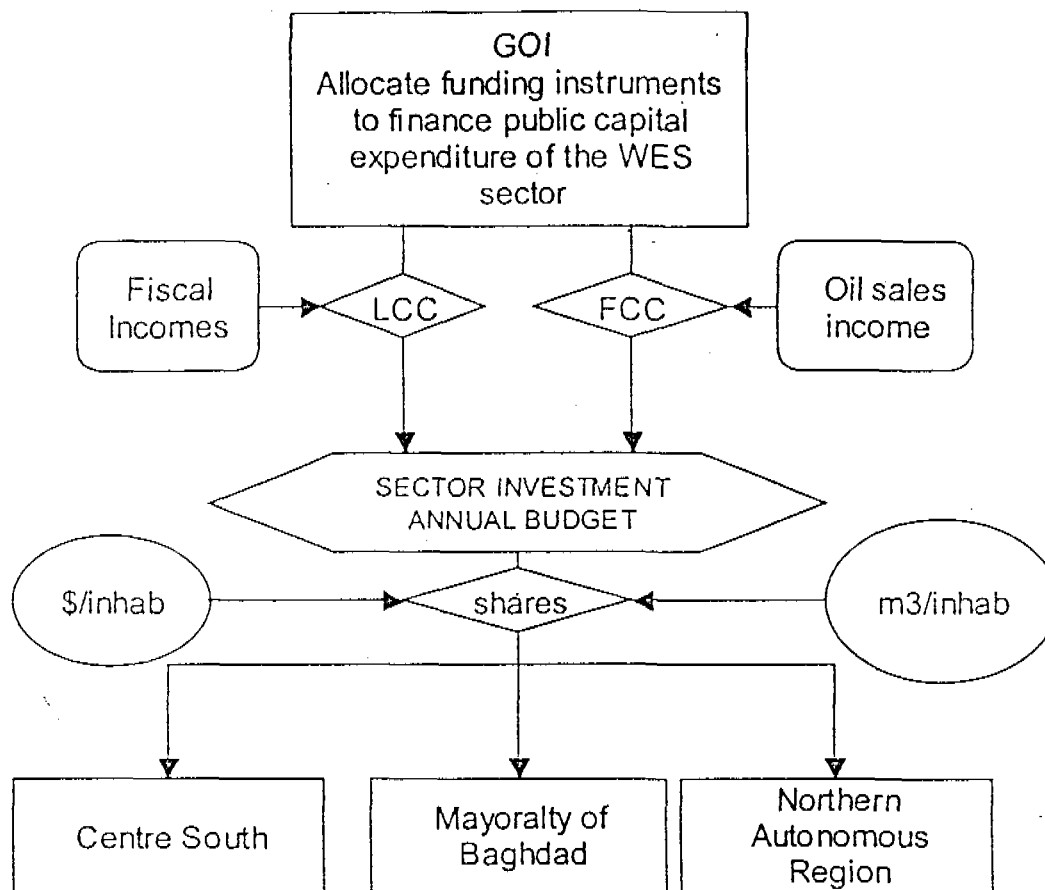 GOI
Allocate funding instruments
to finance public capital
expenditure of the WES
sector
Fiscal
Incomes
LCC
FCC
Oil sales
income
SECTOR INVESTMENT
ANNUAL BUDGET
$/inhab
shares
m3/inhab
Centre South
Mayoralty of
Baghdad
Northern
Autonomous
Region